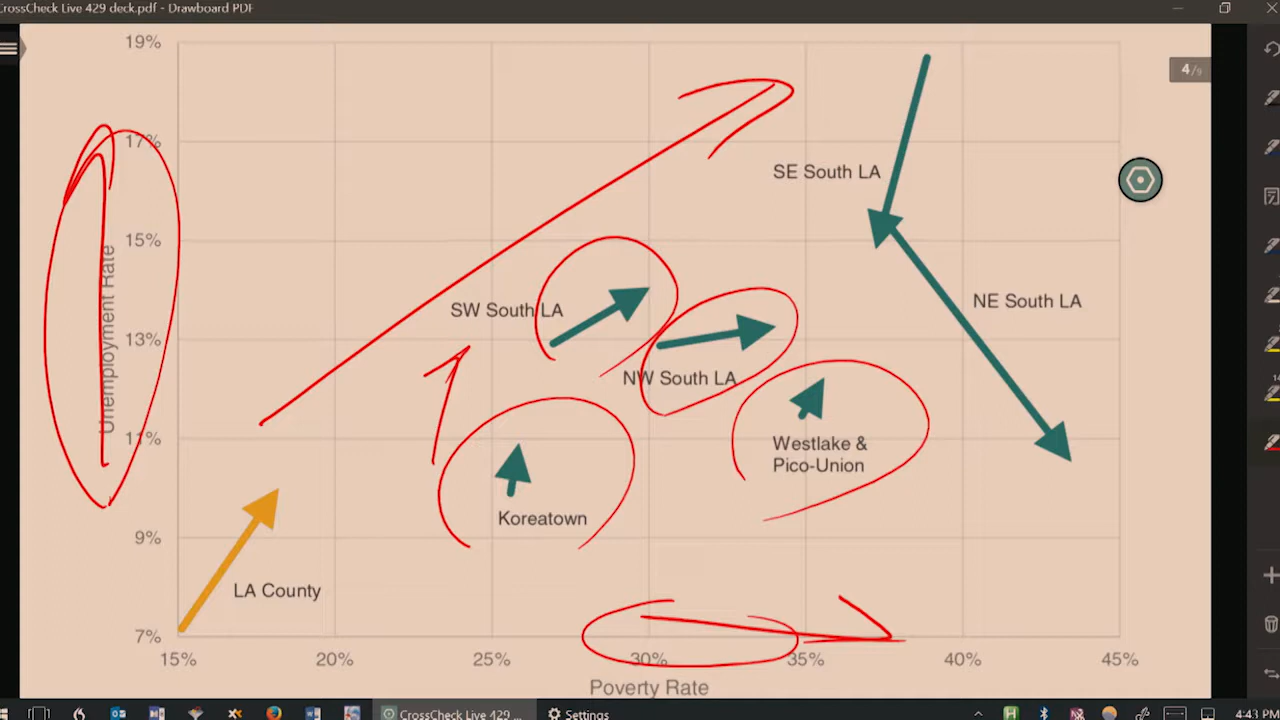 CrossCheck Live 429 deck.pdf - Drawboard PDF
4/9
19%
17%
15%
13%
11%
9%
7%
Unemployment Rate
SE South LA
NE South LA
SW South LA
NW South LA
Westlake &
Pico-Union
Koreatown
LA County
15%
20%
25%
30%
35%
40%
45%
Poverty Rate
CrossCheck Live 429 ...
Settings
4:43 PM